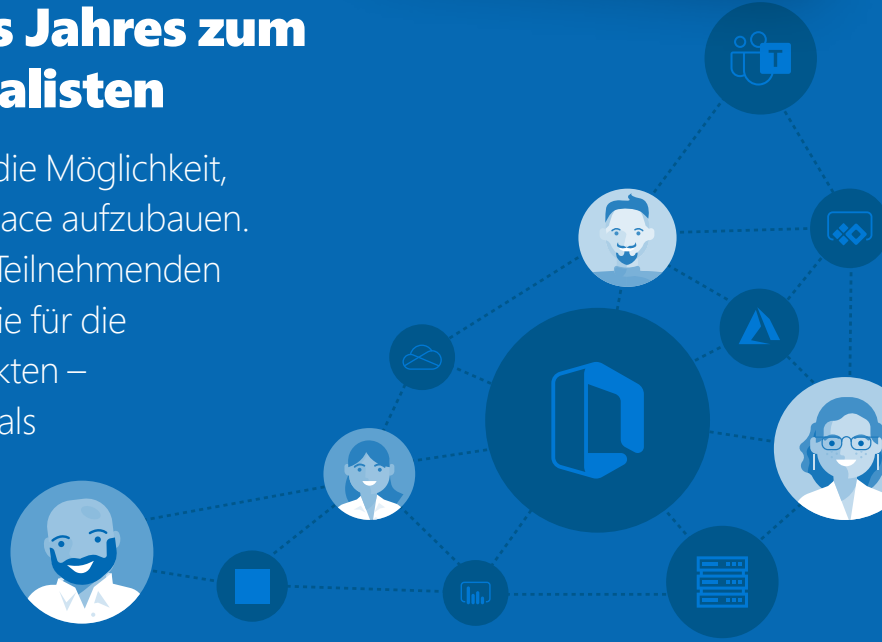 s Jahres zum
alisten
die Möglichkeit,
ace aufzubauen.
Teilnehmenden
ie für die
kten –
als
T